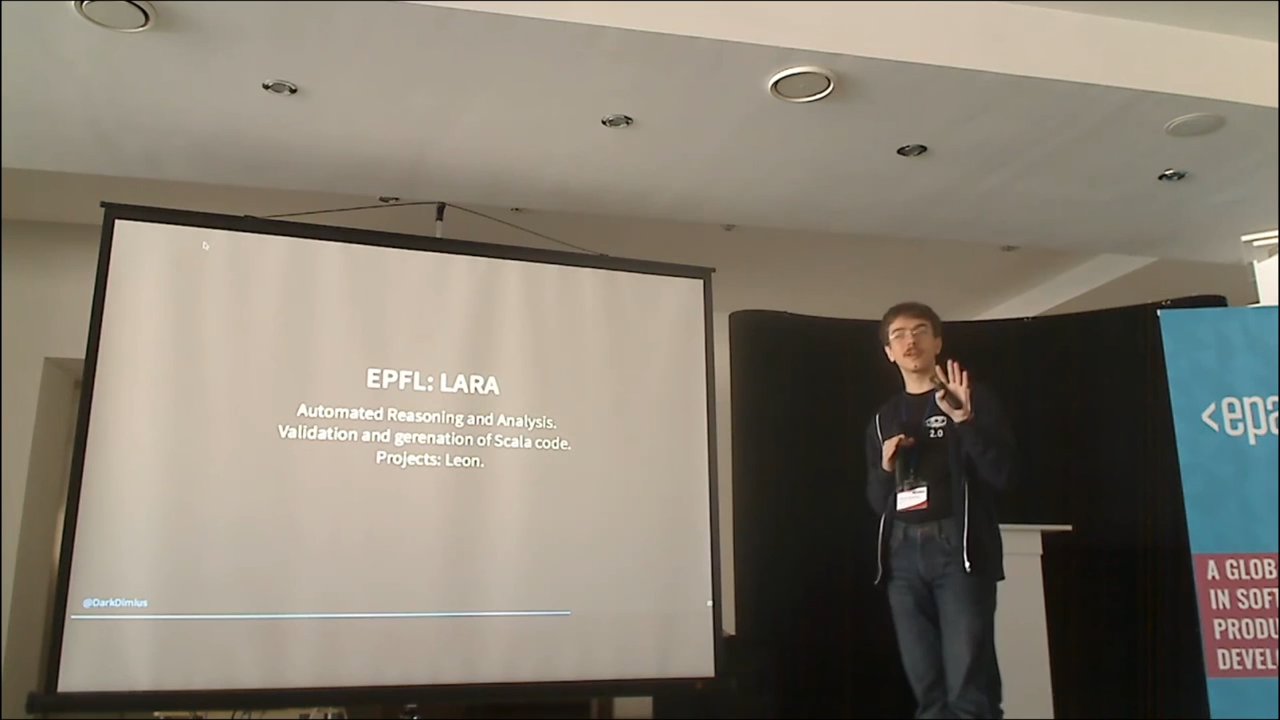 EPFL: LARA
Automated Reasoning and Analysis.
Validation and gerenation of Scala code.
Projects: Leon.
@DarkDimius
2.0
<epa
A GLOB
IN SOFT
PRODU
DEVEL